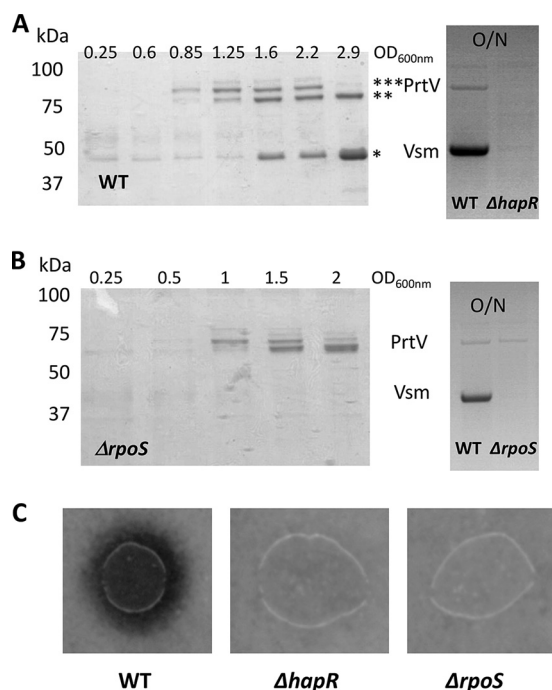 A
kDa 0.25 0.6 0.85 1.25 1.6 2.2 2.9 OD600nm
100
75
50
37
***
**
*
PrtV
Vsm
WT
O/N
WT ΔhapR
B
kDa 0.25 0.5 1 1.5 2 OD600nm
100
75
50
37
PrtV
Vsm
ΔrpoS
O/N
WT ΔrpoS
C
WT ΔhapR ΔrpoS